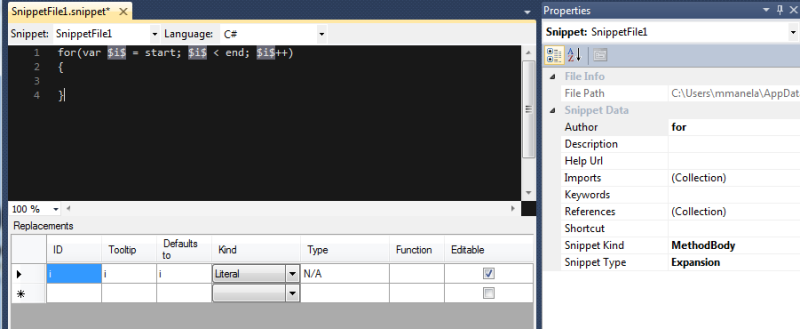 SnippetFile1.snippet*
Snippet: SnippetFile1 Language: C#
1 for(var $i$ = start; $i$ < end; $i$++)
2 {
3
4 }
100 %
Replacements
ID Tooltip Defaults to Kind Type Function Editable
i i i Literal N/A
Properties
Snippet: SnippetFile1
File Info
File Path C:\Users\mmanela\AppData
Snippet Data
Author for
Description
Help Url
Imports (Collection)
Keywords
References (Collection)
Shortcut
Snippet Kind MethodBody
Snippet Type Expansion